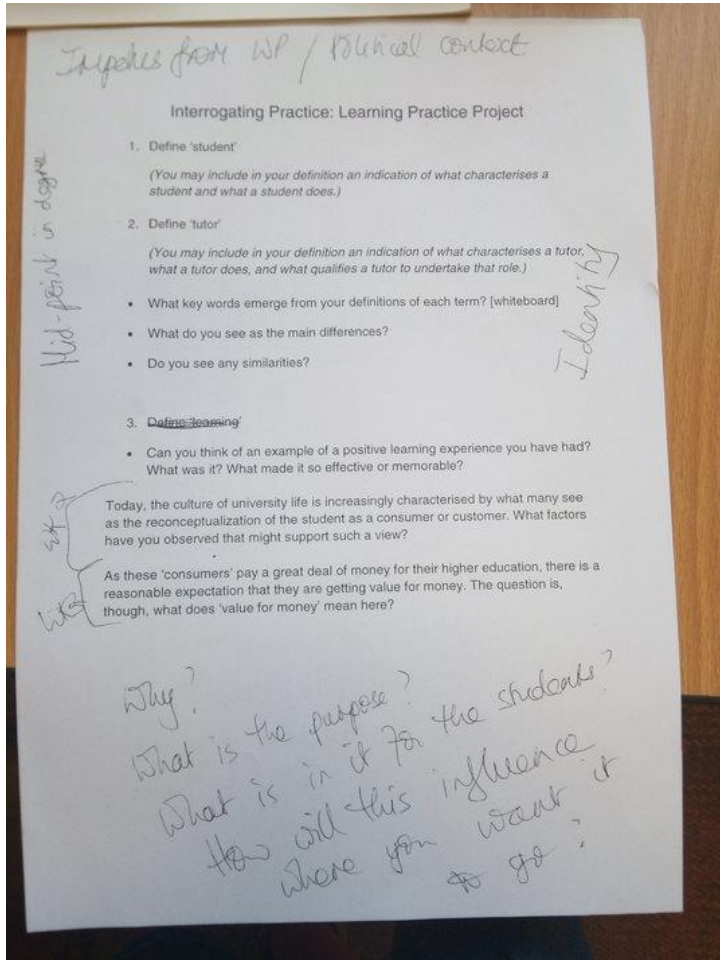 Impetus from WP / Political context
Interrogating Practice: Learning Practice Project
1. Define 'student'
(You may include in your definition an indication of what characterises a
student and what a student does.)
2. Define 'tutor'
(You may include in your definition an indication of what characterises a tutor,
what a tutor does, and what qualifies a tutor to undertake that role.)
• What key words emerge from your definitions of each term? [whiteboard]
• What do you see as the main differences?
• Do you see any similarities?
Mid-point in degree
Identity
3. Define 'learning'
• Can you think of an example of a positive learning experience you have had?
What was it? What made it so effective or memorable?
Today, the culture of university life is increasingly characterised by what many see
as the reconceptualization of the student as a consumer or customer. What factors
have you observed that might support such a view?
As these 'consumers' pay a great deal of money for their higher education, there is a
reasonable expectation that they are getting value for money. The question is,
though, what does 'value for money' mean here?
Why?
What is the purpose?
What is in it for the students?
How will this influence
where you want it
to go?